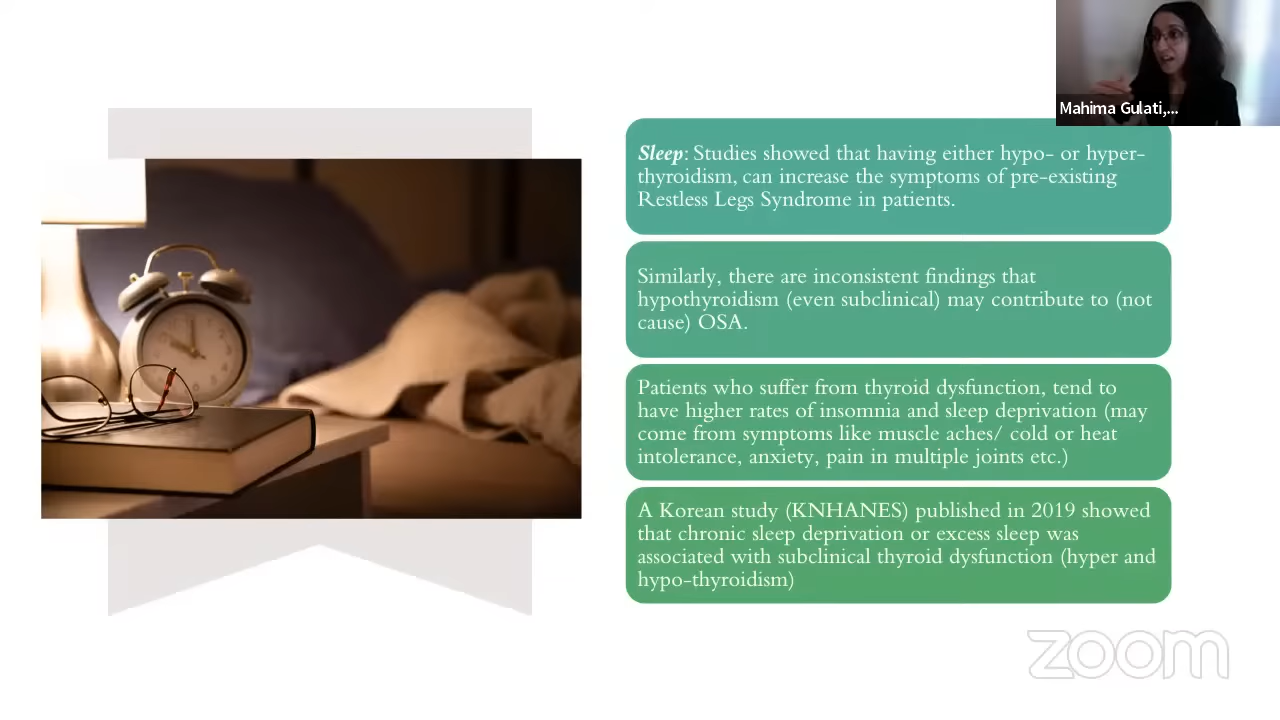 Mahima Gulati,...
Sleep: Studies showed that having either hypo- or hyper-
thyroidism, can increase the symptoms of pre-existing
Restless Legs Syndrome in patients.
Similarly, there are inconsistent findings that
hypothyroidism (even subclinical) may contribute to (not
cause) OSA.
Patients who suffer from thyroid dysfunction, tend to
have higher rates of insomnia and sleep deprivation (may
come from symptoms like muscle aches/ cold or heat
intolerance, anxiety, pain in multiple joints etc.)
A Korean study (KNHANES) published in 2019 showed
that chronic sleep deprivation or excess sleep was
associated with subclinical thyroid dysfunction (hyper and
hypo-thyroidism)
zoom